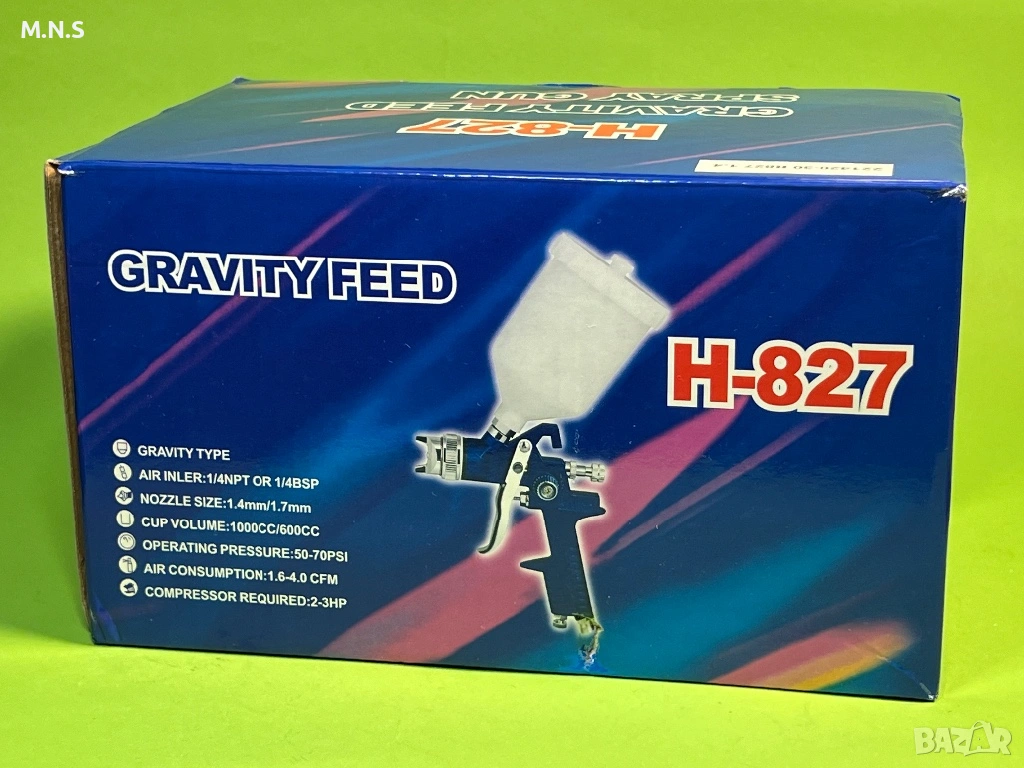 M.N.S
GRAVITY FEED
SPRAY GUN
H-827
GRAVITY FEED
H-827
GRAVITY TYPE
AIR INLER:1/4NPT OR 1/4BSP
NOZZLE SIZE:1.4mm/1.7mm
CUP VOLUME:1000CC/600CC
OPERATING PRESSURE:50-70PSI
AIR CONSUMPTION:1.6-4.0 CFM
COMPRESSOR REQUIRED:2-3HP
BAZAR